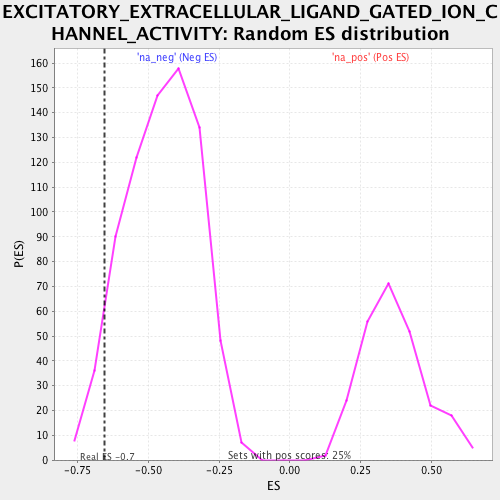 EXCITATORY_EXTRACELLULAR_LIGAND_GATED_ION_C
HANNEL_ACTIVITY: Random ES distribution
'na_neg' (Neg ES) 'na_pos' (Pos ES)
160
150
140
130
120
110
100
90
80
70
60
50
40
30
20
10
0
P(ES)
Real ES -0.7 Sets with pos scores: 25%
-0.75 -0.50 -0.25 0.00 0.25 0.50
ES